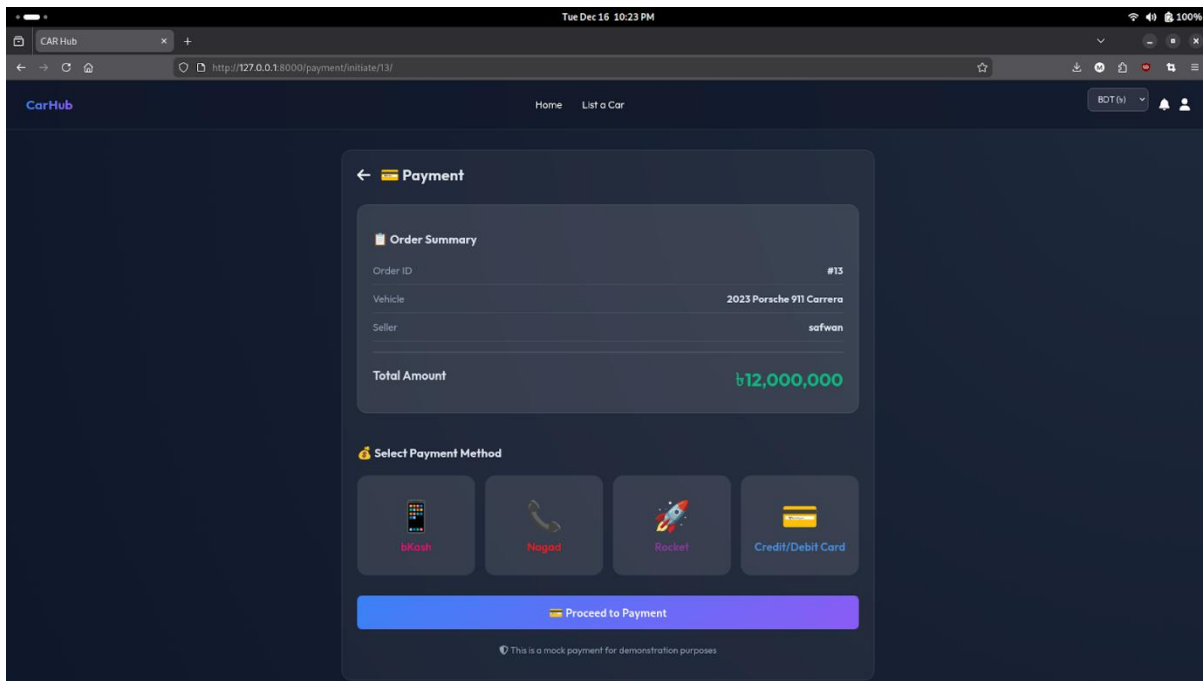 Tue Dec 16 10:23 PM
100%
CAR Hub
http://127.0.0.1:8000/payment/initiate/13/
CarHub
Home List a Car
BDT (৳)
Payment
Order Summary
Order ID #13
Vehicle 2023 Porsche 911 Carrera
Seller safwan
Total Amount ৳12,000,000
Select Payment Method
bKash Nagad Rocket Credit/Debit Card
Proceed to Payment
This is a mock payment for demonstration purposes